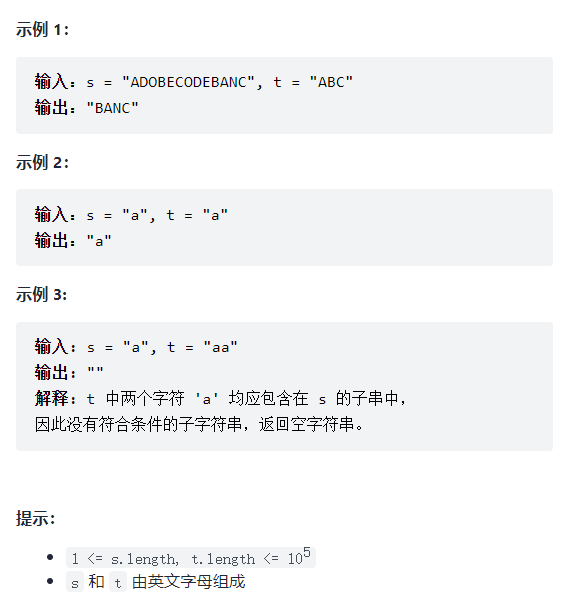 示例 1：
输入：s = "ADOBECODEBANC", t = "ABC"
输出："BANC"
示例 2：
输入：s = "a", t = "a"
输出："a"
示例 3:
输入：s = "a", t = "aa"
输出：""
解释：t 中两个字符 'a' 均应包含在 s 的子串中，
因此没有符合条件的子字符串，返回空字符串。
提示：
• 1 <= s.length, t.length <= 10⁵
• s 和 t 由英文字母组成